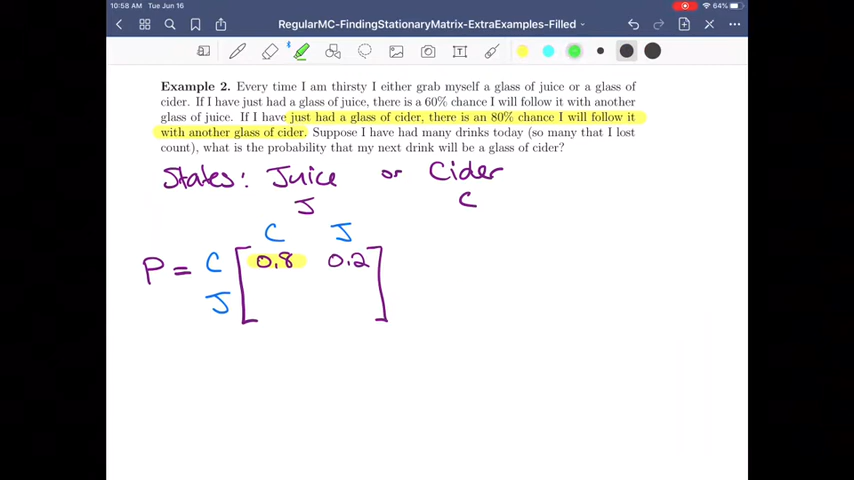 10:58 AM Tue Jun 16
64%
RegularMC-FindingStationaryMatrix-ExtraExamples-Filled
Example 2. Every time I am thirsty I either grab myself a glass of juice or a glass of
cider. If I have just had a glass of juice, there is a 60% chance I will follow it with another
glass of juice. If I have just had a glass of cider, there is an 80% chance I will follow it
with another glass of cider. Suppose I have had many drinks today (so many that I lost
count), what is the probability that my next drink will be a glass of cider?
States: Juice or Cider
J C
C J
P = C 0.8 0.2
J